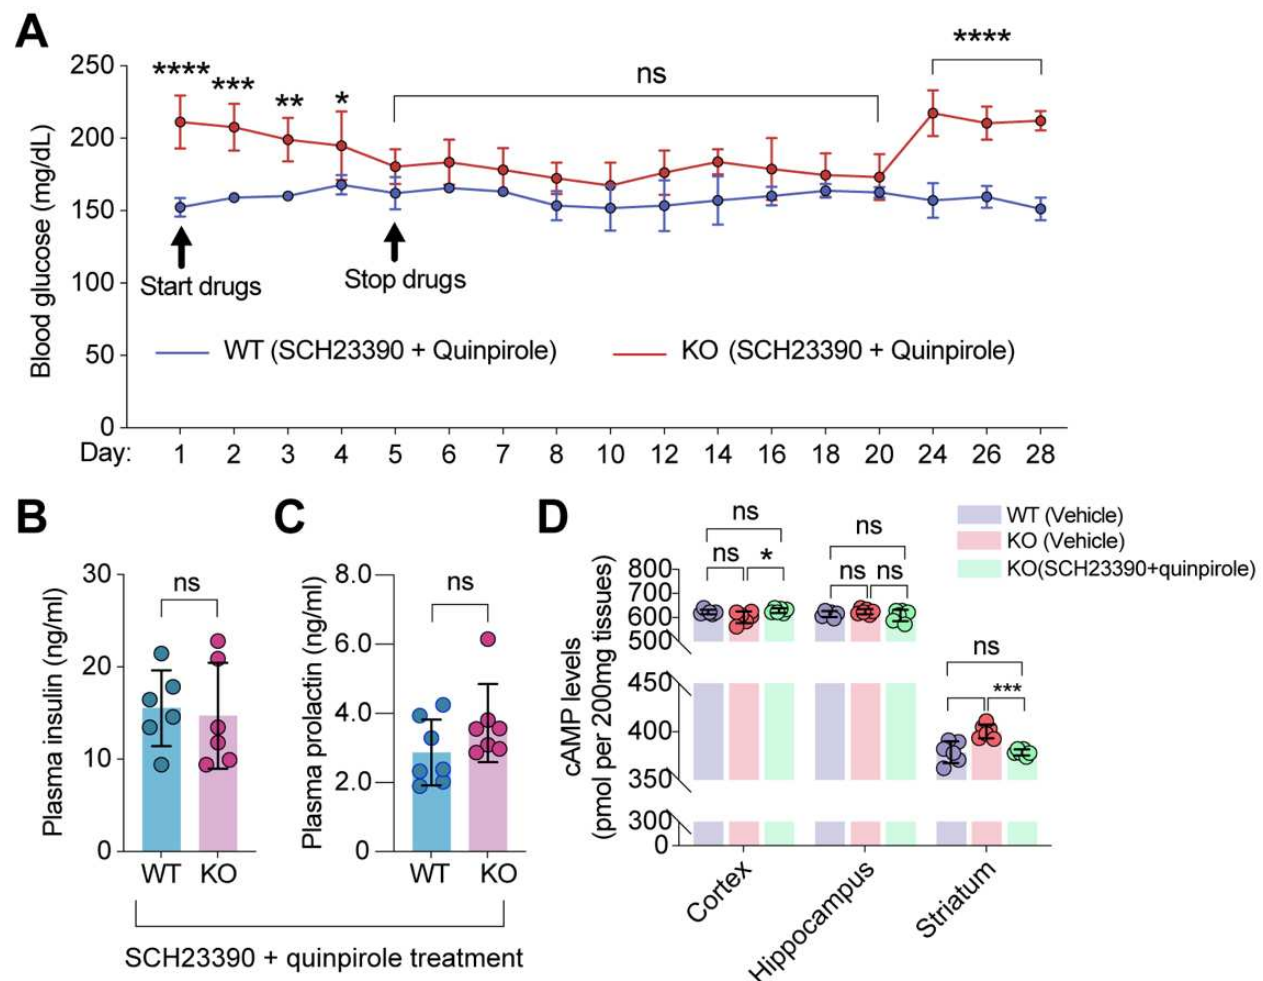 A
****
250
****
***
**
*
ns
200
150
100
50
0
Blood glucose (mg/dL)
Start drugs
Stop drugs
WT (SCH23390 + Quinpirole)
KO (SCH23390 + Quinpirole)
Day: 1 2 3 4 5 6 7 8 10 12 14 16 18 20 24 26 28
B
30
20
10
0
Plasma insulin (ng/ml)
ns
WT KO
C
8.0
6.0
4.0
2.0
0
Plasma prolactin (ng/ml)
ns
WT KO
SCH23390 + quinpirole treatment
D
WT (Vehicle)
KO (Vehicle)
KO(SCH23390+quinpirole)
cAMP levels
(pmol per 200mg tissues)
800
700
600
500
450
400
350
300
0
ns
ns *
ns
ns ns
ns
***
Cortex
Hippocampus
Striatum